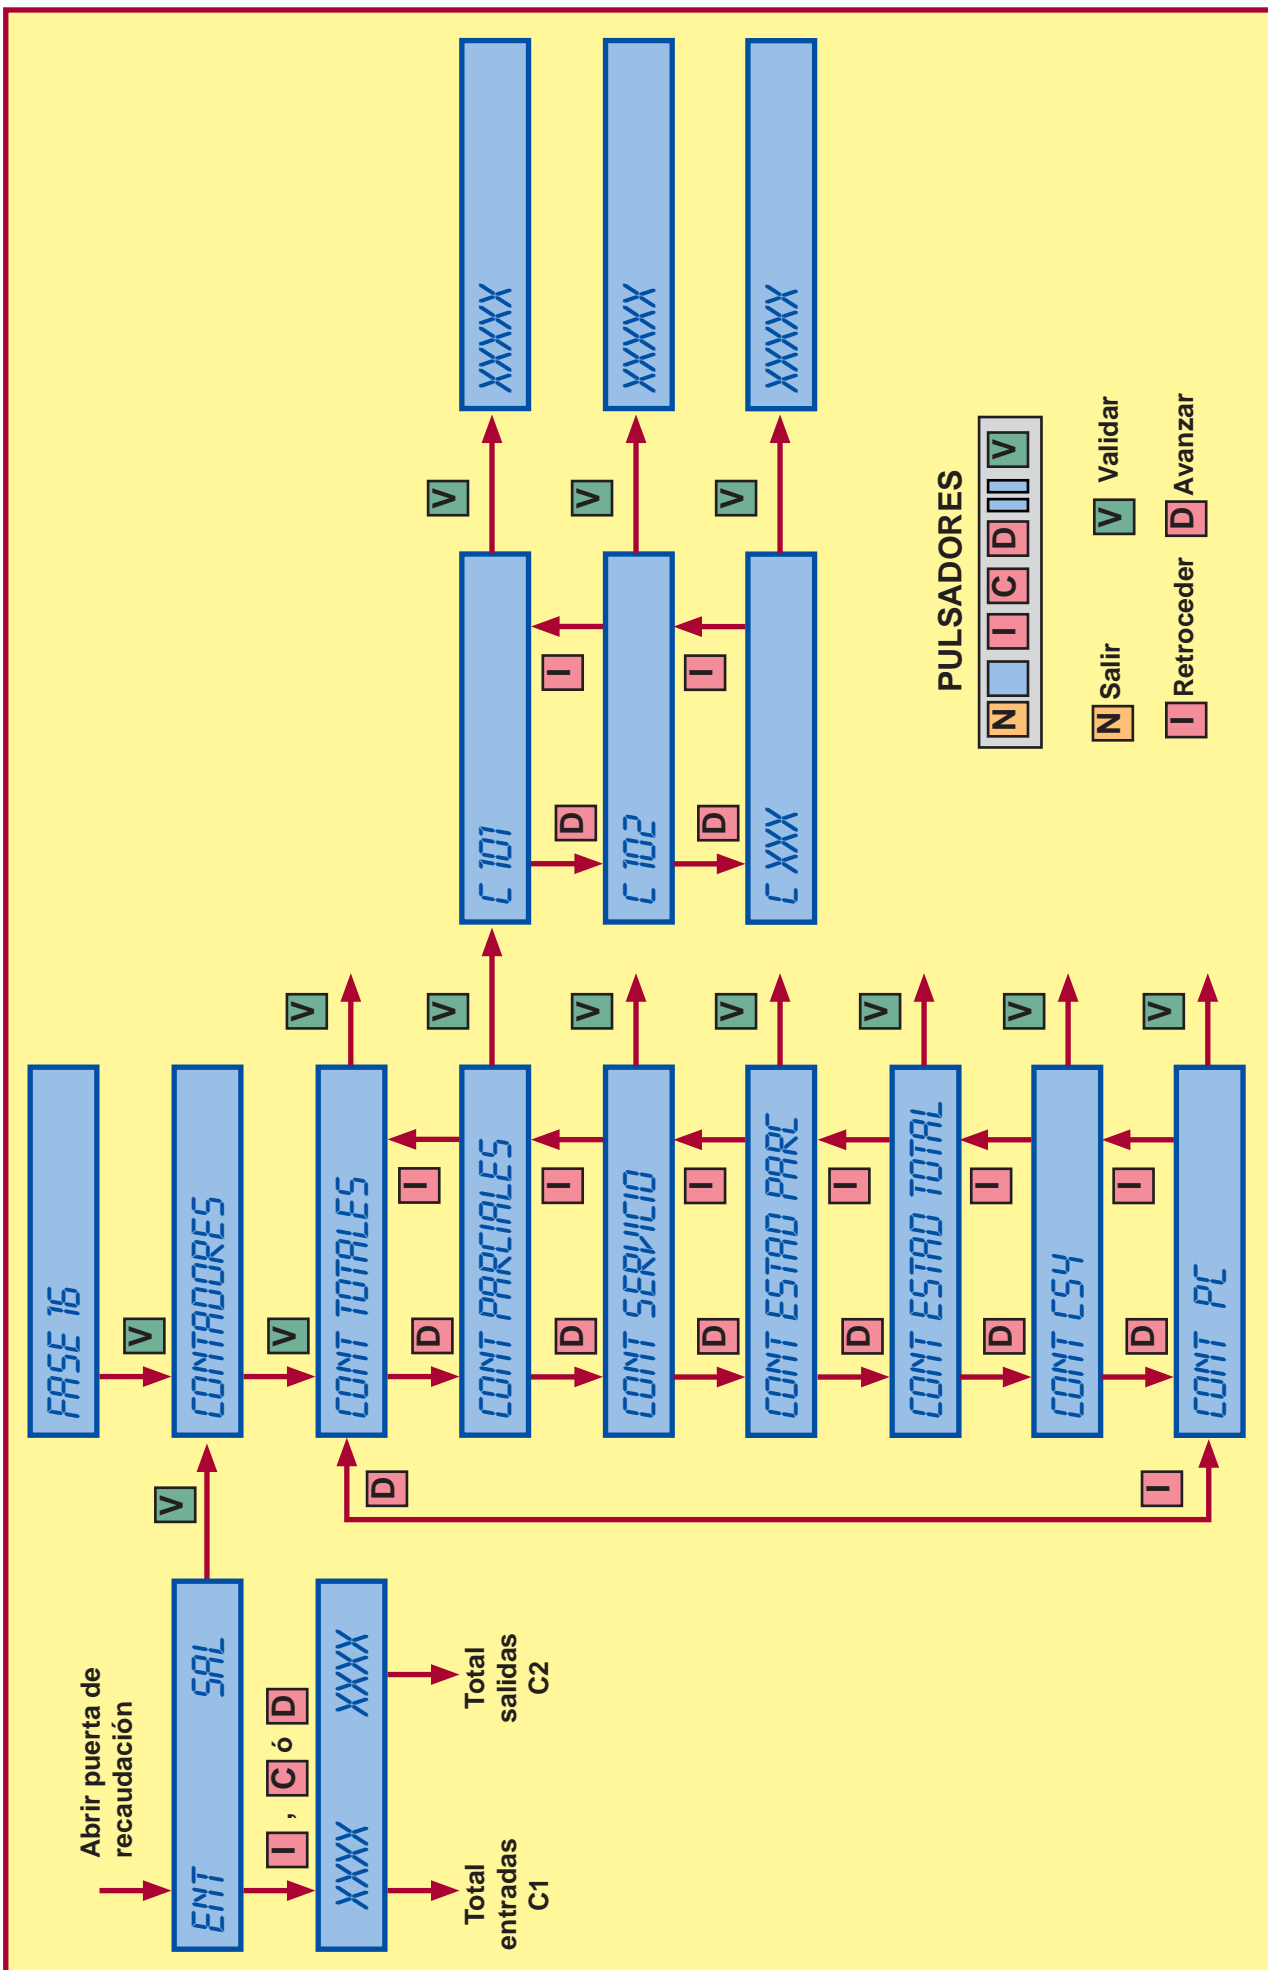 Abrir puerta de
recaudación
ENT SAL
I , C ó D
XXXX XXXX
Total
entradas
C1
Total
salidas
C2
V
FASE 16
V
CONTADORES
V
CONT TOTALES
V
D I
CONT PARCIALES
V
D I
CONT SERVICIO
V
D I
CONT ESTAD PARC
V
D I
CONT ESTAD TOTAL
V
D I
CONT CS4
V
D I
CONT PC
V
D
I
C 101
V
XXXXX
D I
C 102
V
XXXXX
D I
C XXX
V
XXXXX
PULSADORES
N I C D V
N Salir
V Validar
I Retroceder
D Avanzar